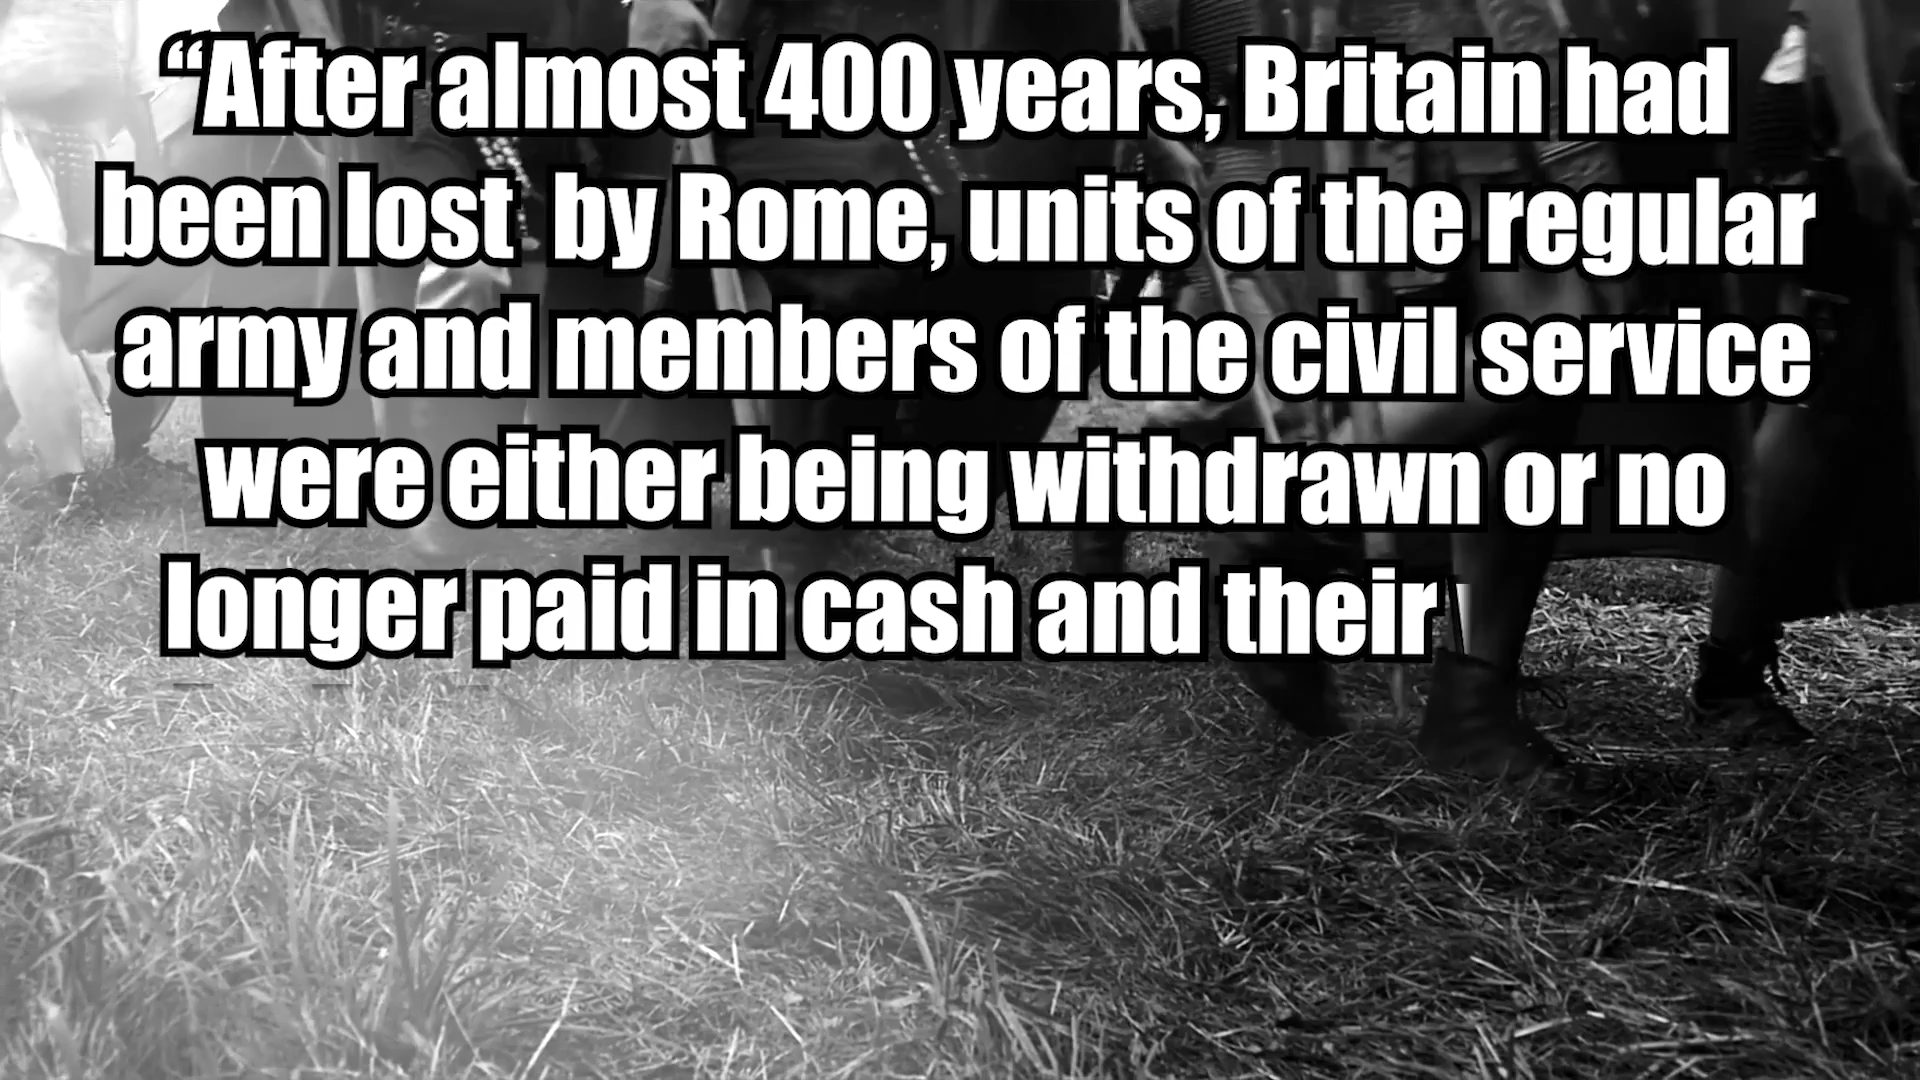 “After almost 400 years, Britain had
been lost  by Rome, units of the regular
army and members of the civil service
were either being withdrawn or no
longer paid in cash and their